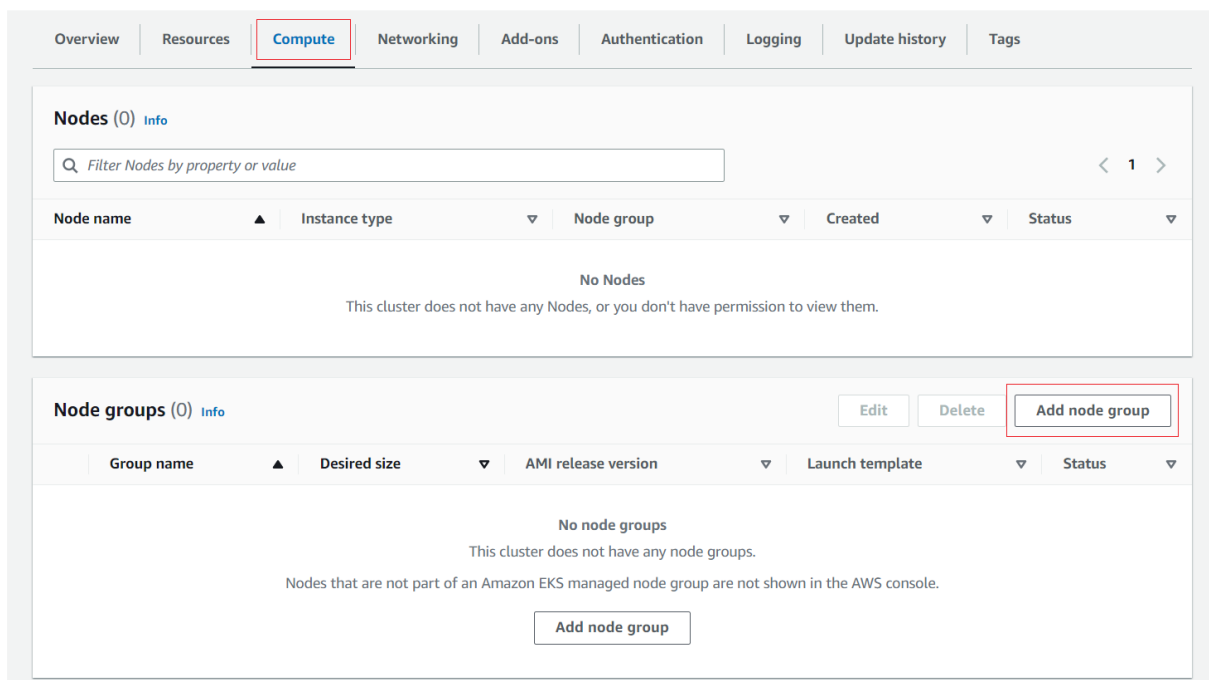 Overview Resources Compute Networking Add-ons Authentication Logging Update history Tags
Nodes (0) Info
Filter Nodes by property or value
1
Node name Instance type Node group Created Status
No Nodes
This cluster does not have any Nodes, or you don't have permission to view them.
Node groups (0) Info Edit Delete Add node group
Group name Desired size AMI release version Launch template Status
No node groups
This cluster does not have any node groups.
Nodes that are not part of an Amazon EKS managed node group are not shown in the AWS console.
Add node group